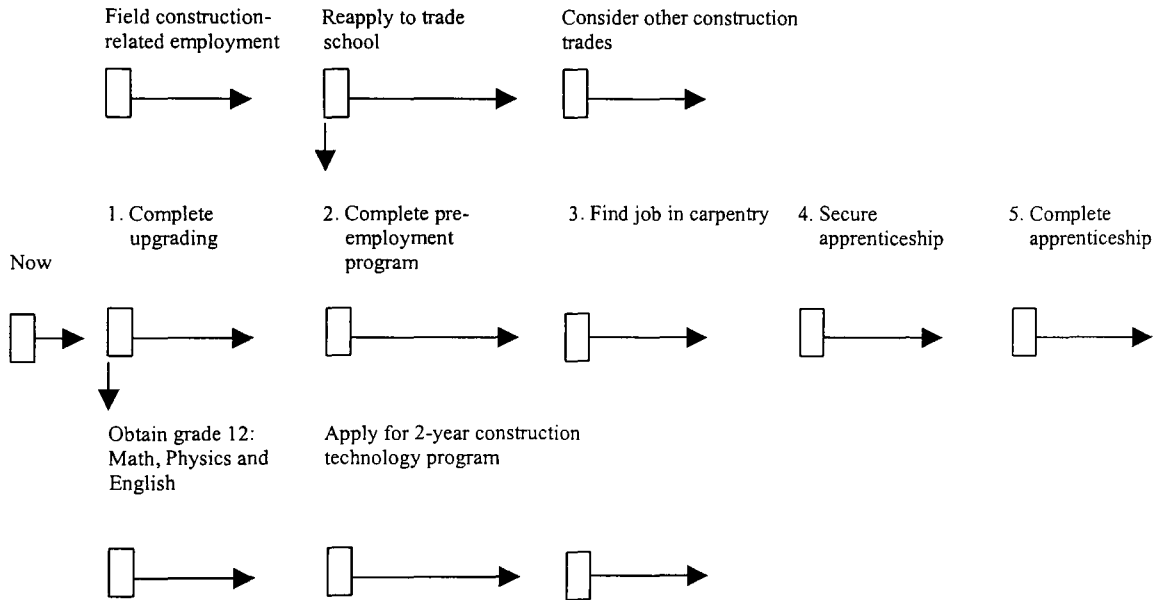 Field construction-
related employment
Reapply to trade
school
Consider other construction
trades
1. Complete
upgrading
2. Complete pre-
employment
program
3. Find job in carpentry
4. Secure
apprenticeship
5. Complete
apprenticeship
Now
Obtain grade 12:
Math, Physics and
English
Apply for 2-year construction
technology program